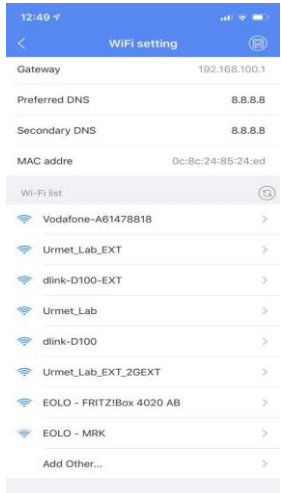 12:49
WiFi setting
Gateway 192.168.100.1
Preferred DNS 8.8.8.8
Secondary DNS 8.8.8.8
MAC addre 0c:8c:24:85:24:ed
Wi-Fi list
Vodafone-A61478818
Urmet_Lab_EXT
dlink-D100-EXT
Urmet_Lab
dlink-D100
Urmet_Lab_EXT_2GEXT
EOLO - FRITZ!Box 4020 AB
EOLO - MRK
Add Other...